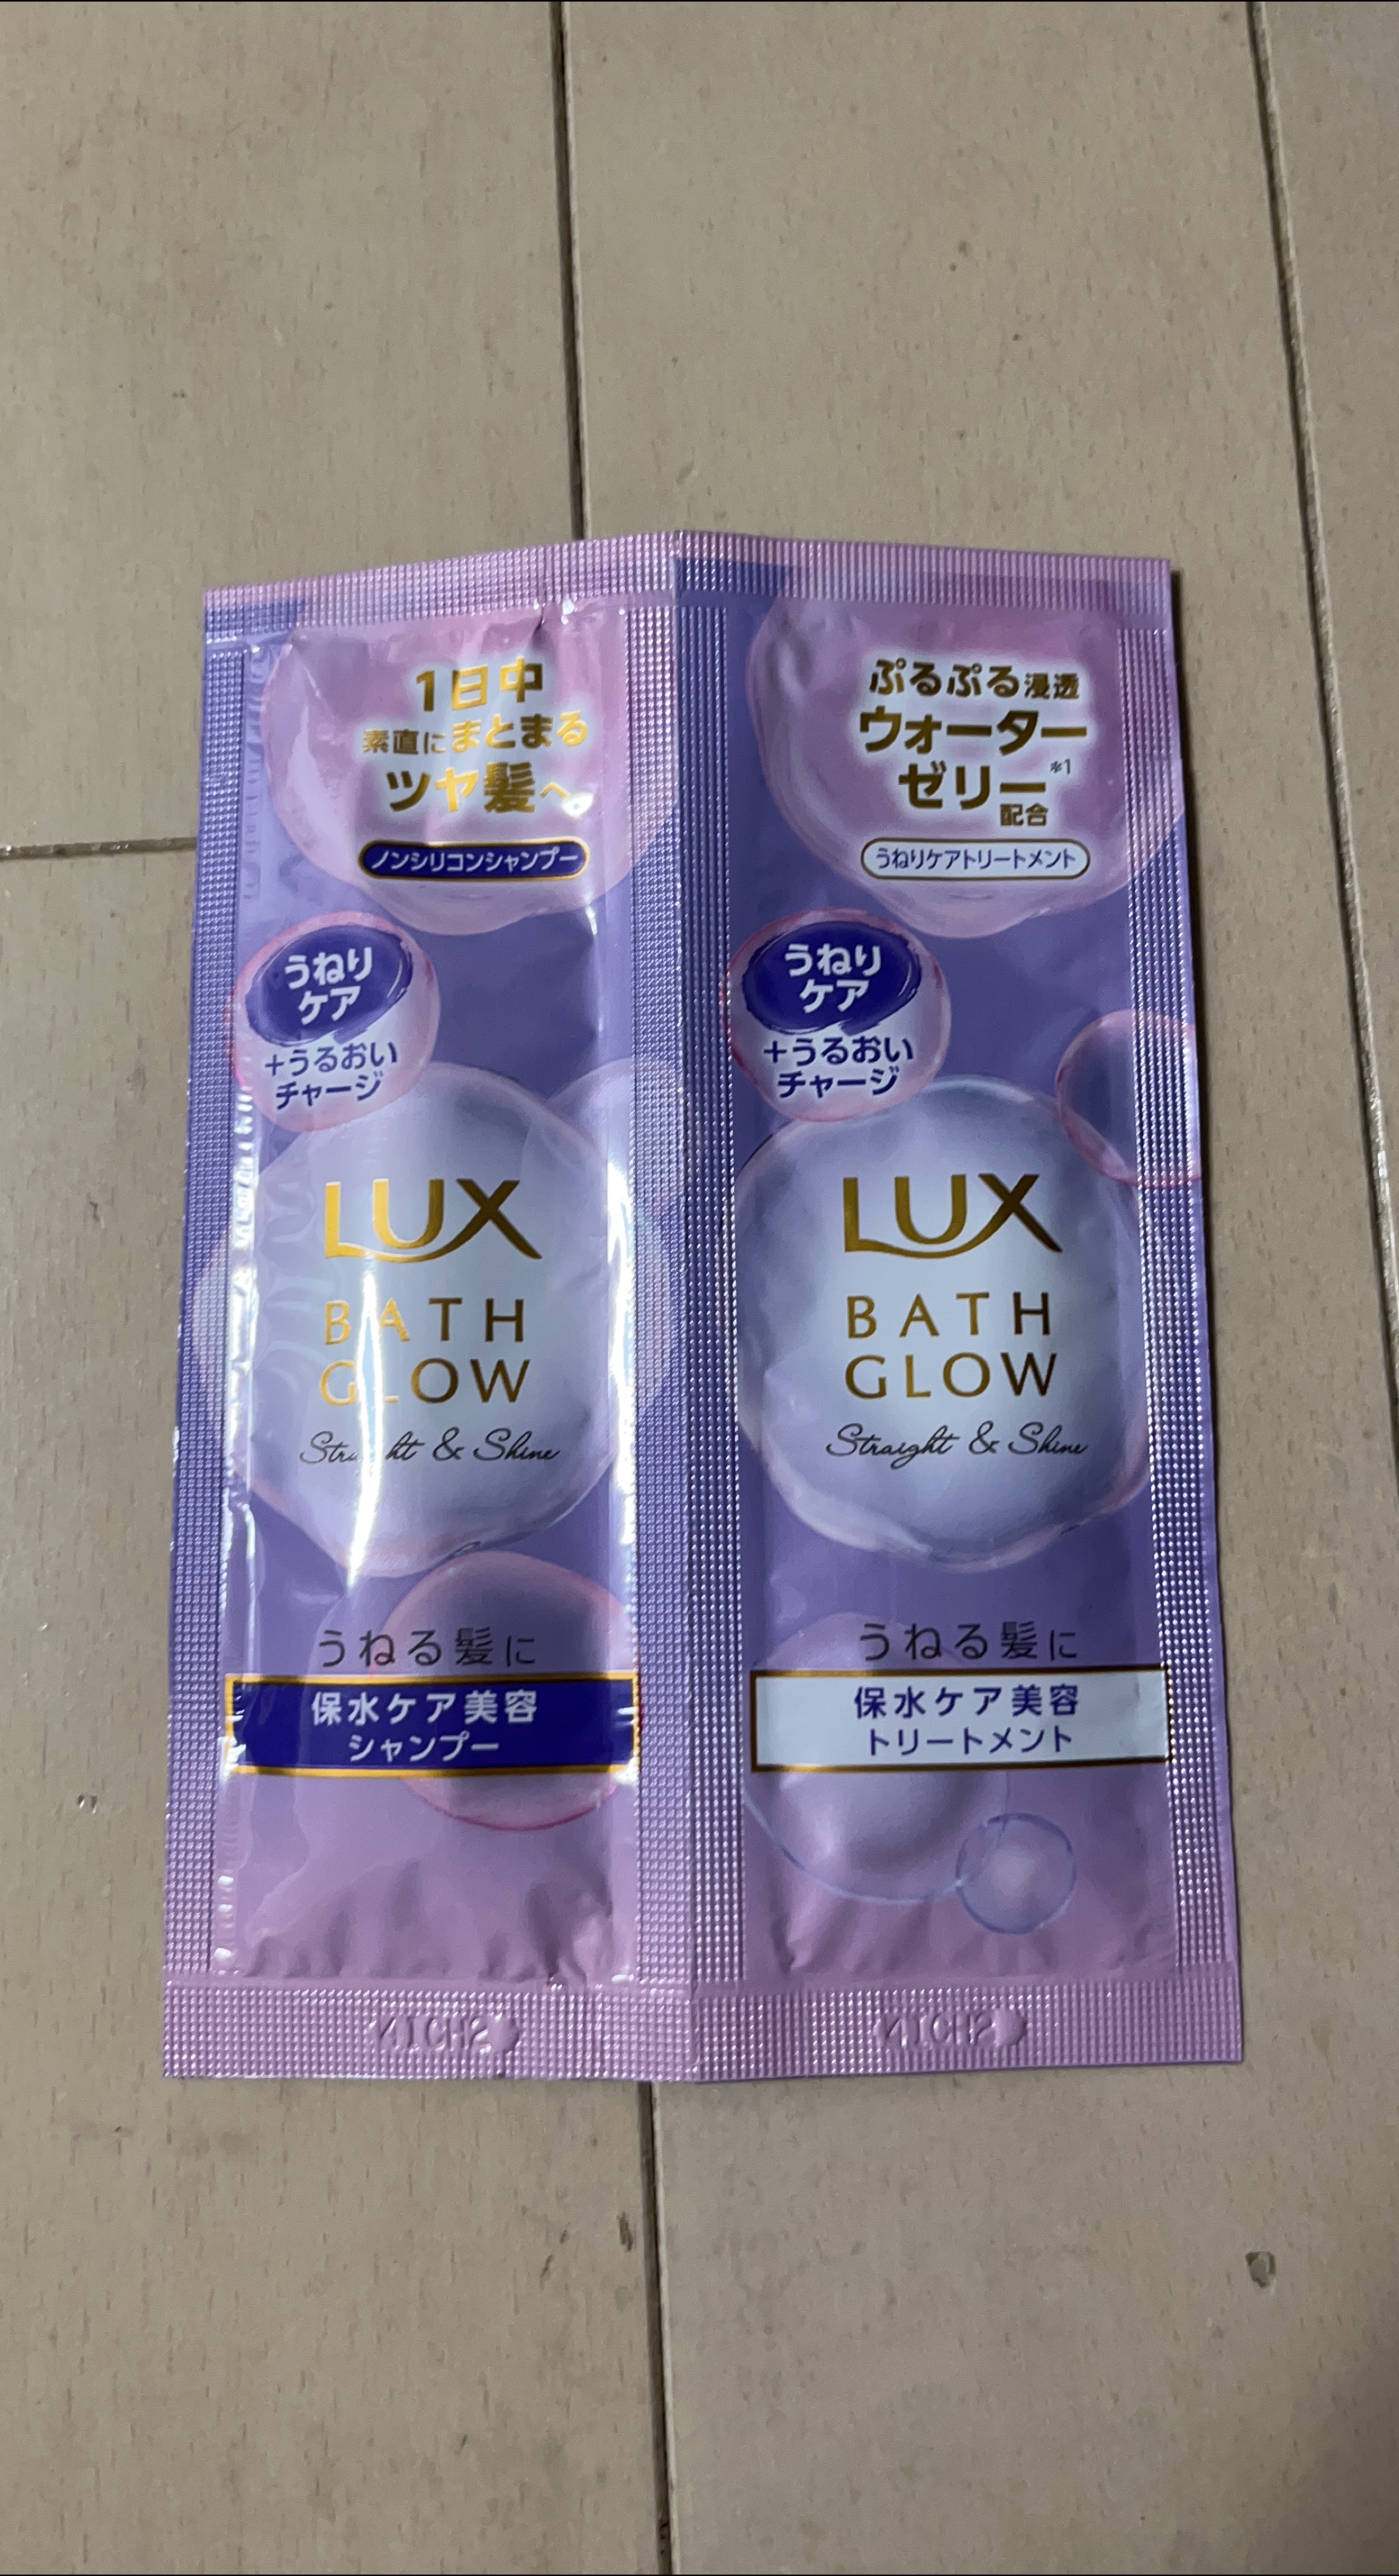 1日中
素直にまとまる
ツヤ髪へ
ノンシリコンシャンプー
うねり
ケア
+うるおい
チャージ
LUX
BATH
GLOW
Straight & Shine
うねる髪に
保水ケア美容
シャンプー
ぷるぷる浸透
ウォーター
ゼリー*1
配合
うねりケアトリートメント
うねり
ケア
+うるおい
チャージ
LUX
BATH
GLOW
Straight & Shine
うねる髪に
保水ケア美容
トリートメント